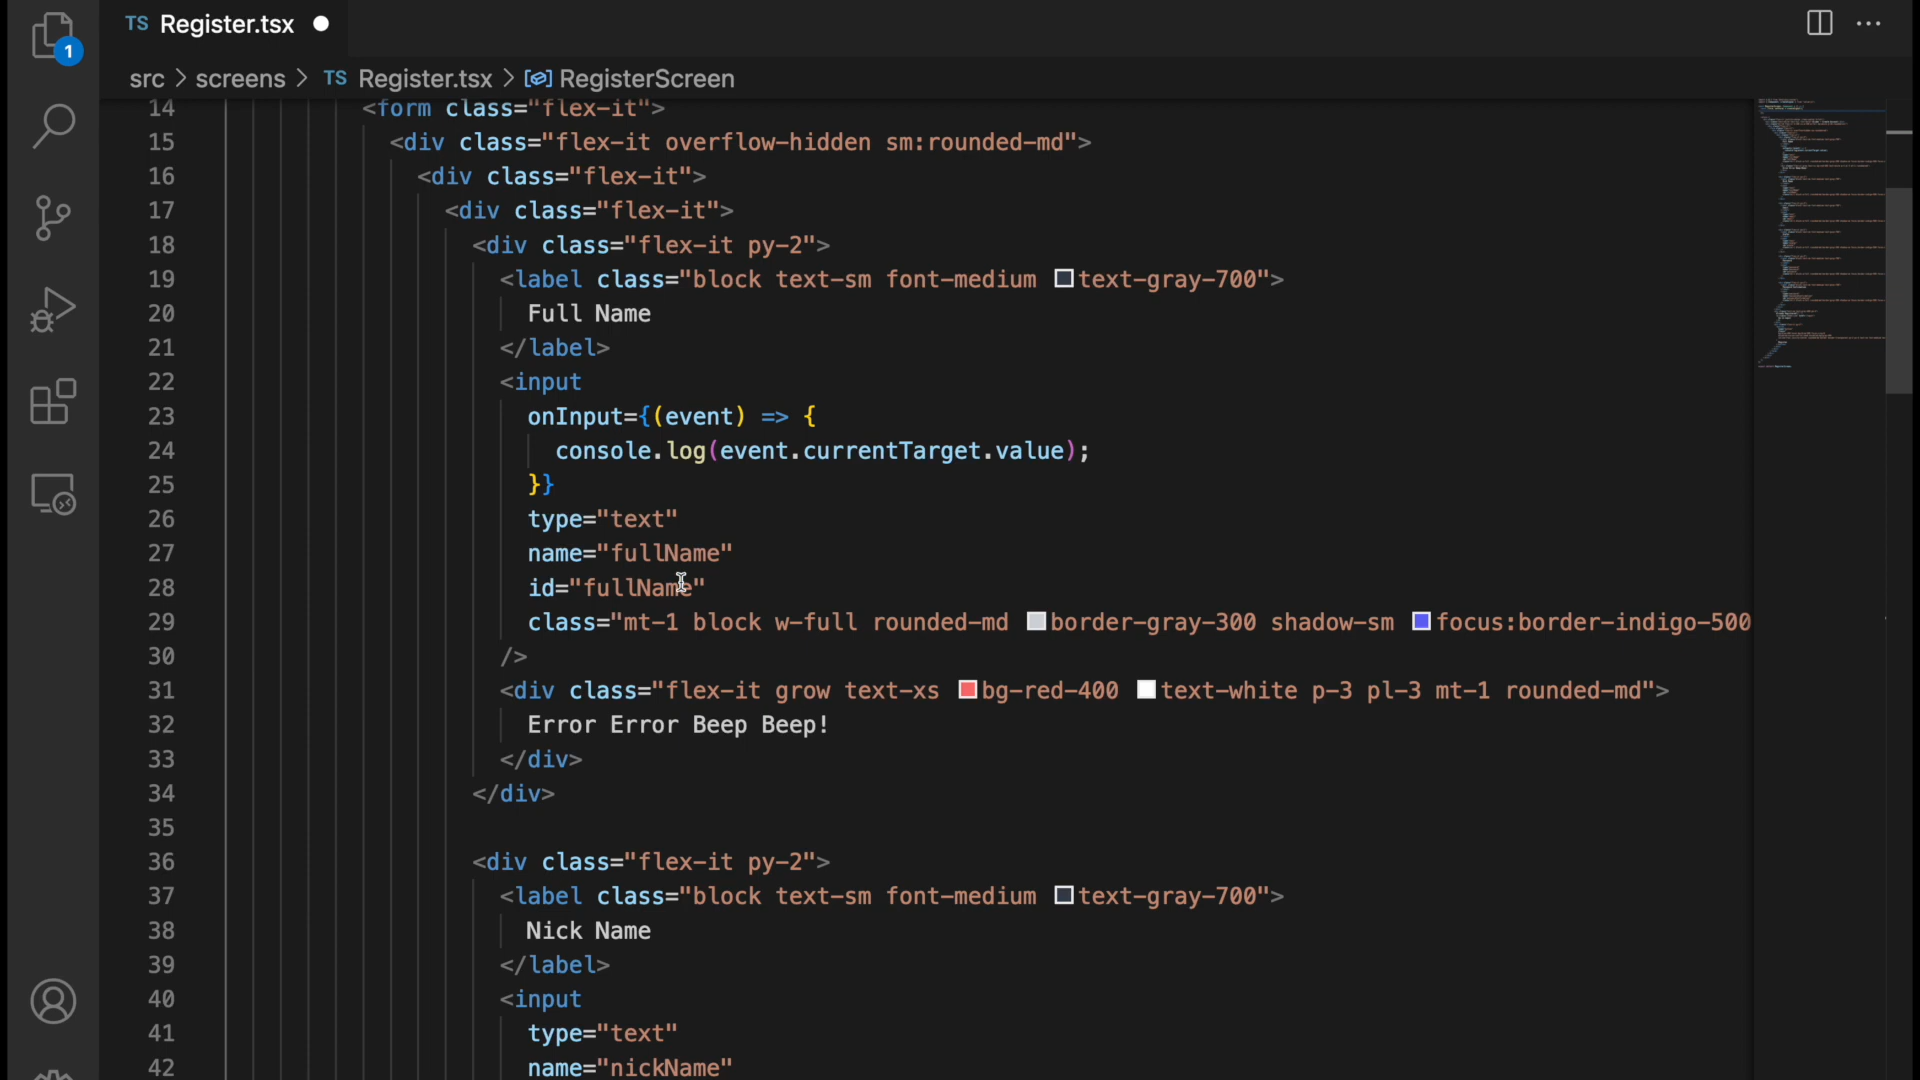 TS Register.tsx
1
src > screens > TS Register.tsx > RegisterScreen
14 <form class="flex-it">
15 <div class="flex-it overflow-hidden sm:rounded-md">
16 <div class="flex-it">
17 <div class="flex-it">
18 <div class="flex-it py-2">
19 <label class="block text-sm font-medium text-gray-700">
20 Full Name
21 </label>
22 <input
23 onInput={(event) => {
24 console.log(event.currentTarget.value);
25 }}
26 type="text"
27 name="fullName"
28 id="fullName"
29 class="mt-1 block w-full rounded-md border-gray-300 shadow-sm focus:border-indigo-500
30 />
31 <div class="flex-it grow text-xs bg-red-400 text-white p-3 pl-3 mt-1 rounded-md">
32 Error Error Beep Beep!
33 </div>
34 </div>
35
36 <div class="flex-it py-2">
37 <label class="block text-sm font-medium text-gray-700">
38 Nick Name
39 </label>
40 <input
41 type="text"
42 name="nickName"